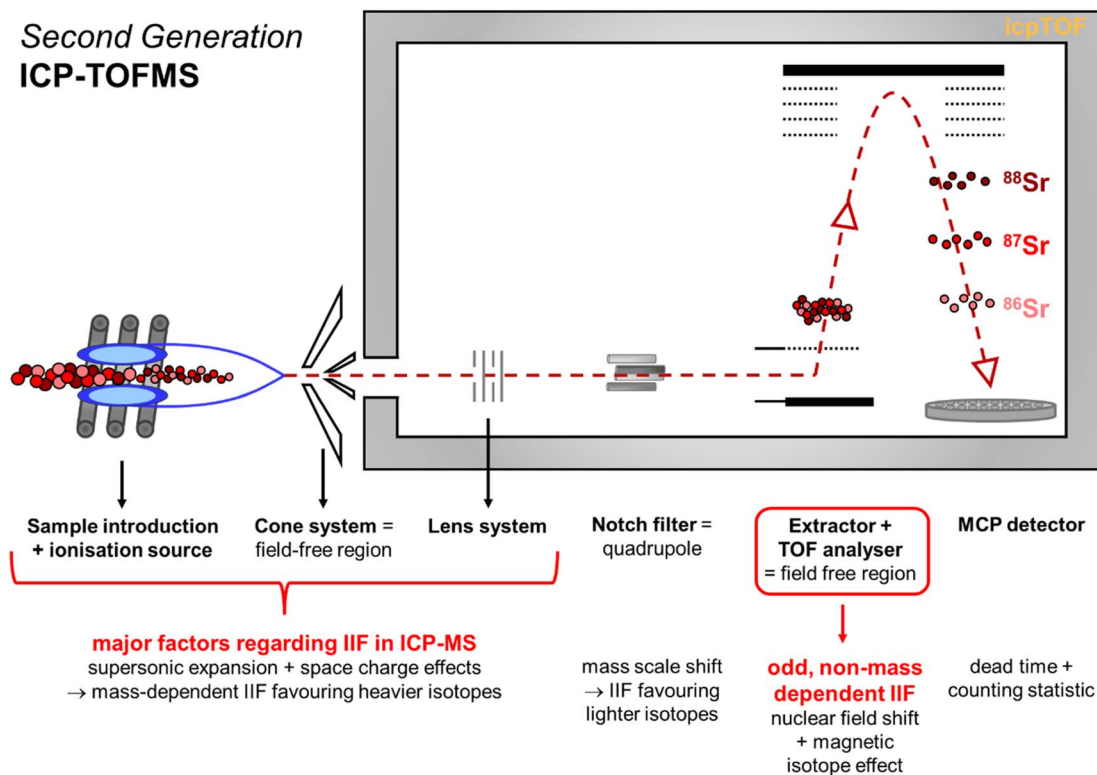 Second Generation
ICP-TOFMS
icpTOF
⁸⁸Sr
⁸⁷Sr
⁸⁶Sr
Sample introduction
+ ionisation source
Cone system =
field-free region
Lens system
Notch filter =
quadrupole
Extractor +
TOF analyser
= field free region
MCP detector
major factors regarding IIF in ICP-MS
supersonic expansion + space charge effects
→ mass-dependent IIF favouring heavier isotopes
mass scale shift
→ IIF favouring
lighter isotopes
odd, non-mass
dependent IIF
nuclear field shift
+ magnetic
isotope effect
dead time +
counting statistic